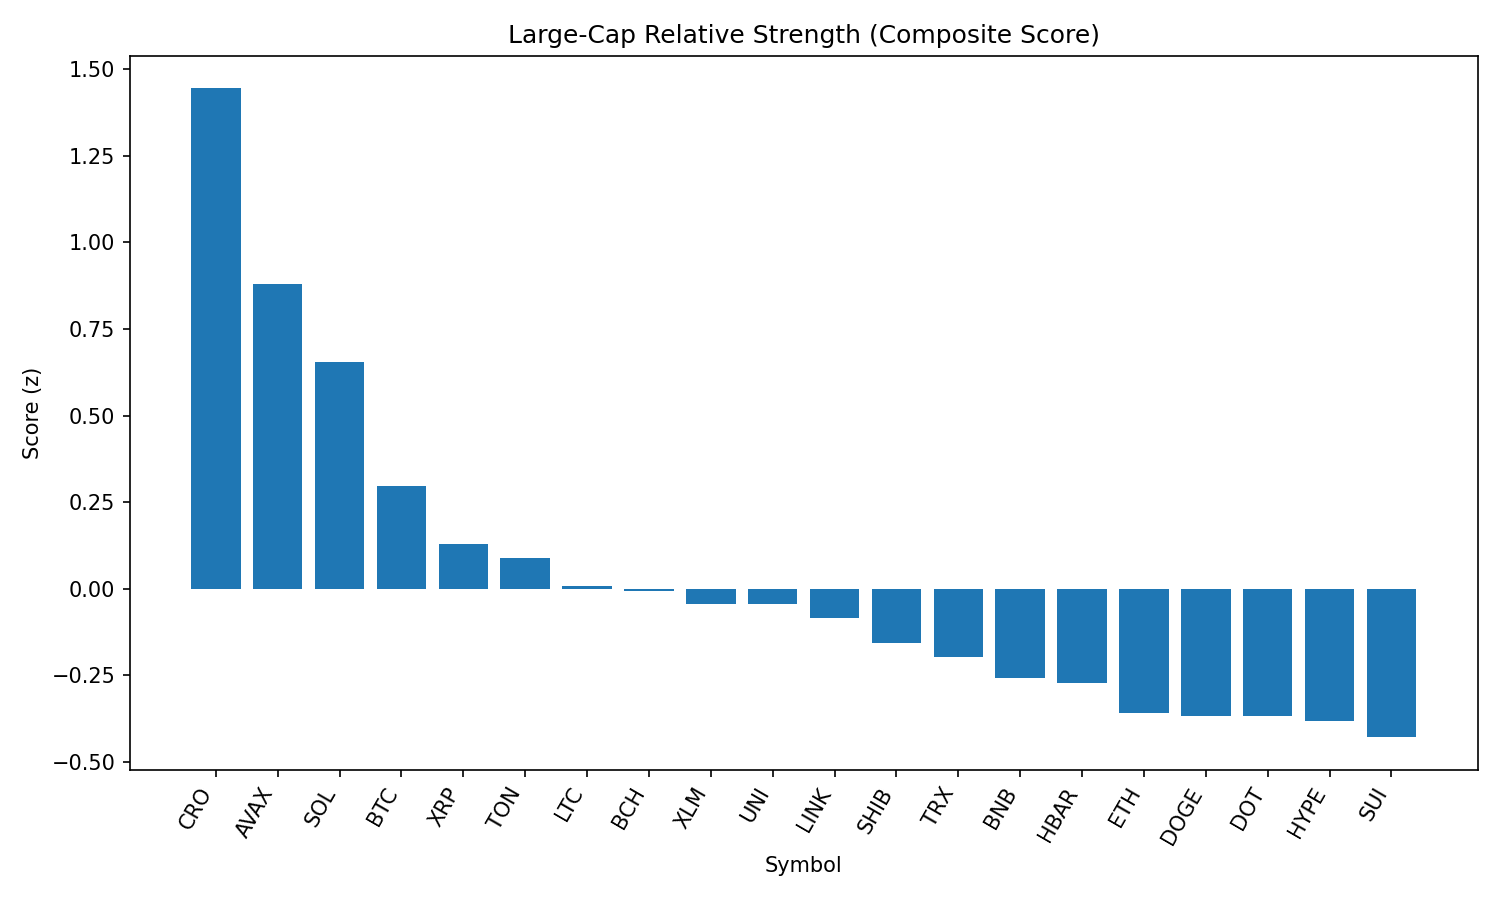 Large-Cap Relative Strength (Composite Score)
1.50
1.25
1.00
0.75
0.50
0.25
0.00
−0.25
−0.50
Score (z)
CRO
AVAX
SOL
BTC
XRP
TON
LTC
BCH
XLM
UNI
LINK
SHIB
TRX
BNB
HBAR
ETH
DOGE
DOT
HYPE
SUI
Symbol